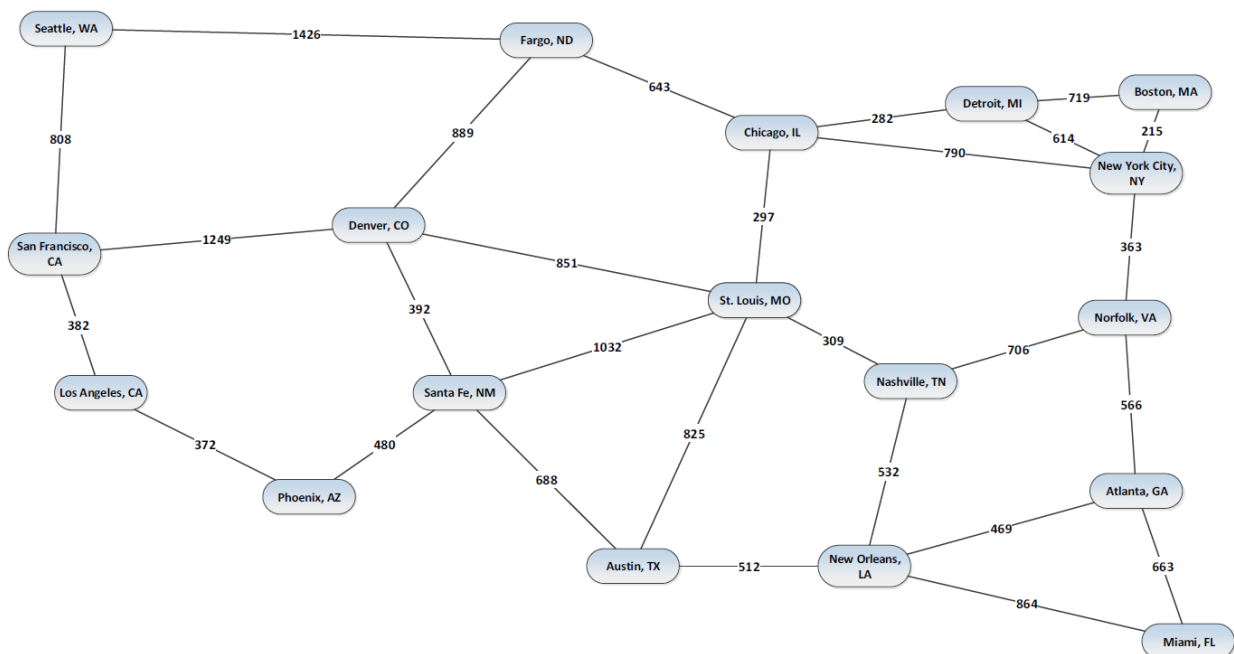 Seattle, WA
1426
Fargo, ND
643
Detroit, MI
719
Boston, MA
282
614
215
Chicago, IL
808
889
790
New York City,
NY
Denver, CO
297
San Francisco,
CA
1249
851
363
St. Louis, MO
392
Norfolk, VA
382
1032
309
706
Nashville, TN
Los Angeles, CA
Santa Fe, NM
566
372
480
825
532
688
Phoenix, AZ
Atlanta, GA
469
New Orleans,
LA
Austin, TX
512
663
864
Miami, FL